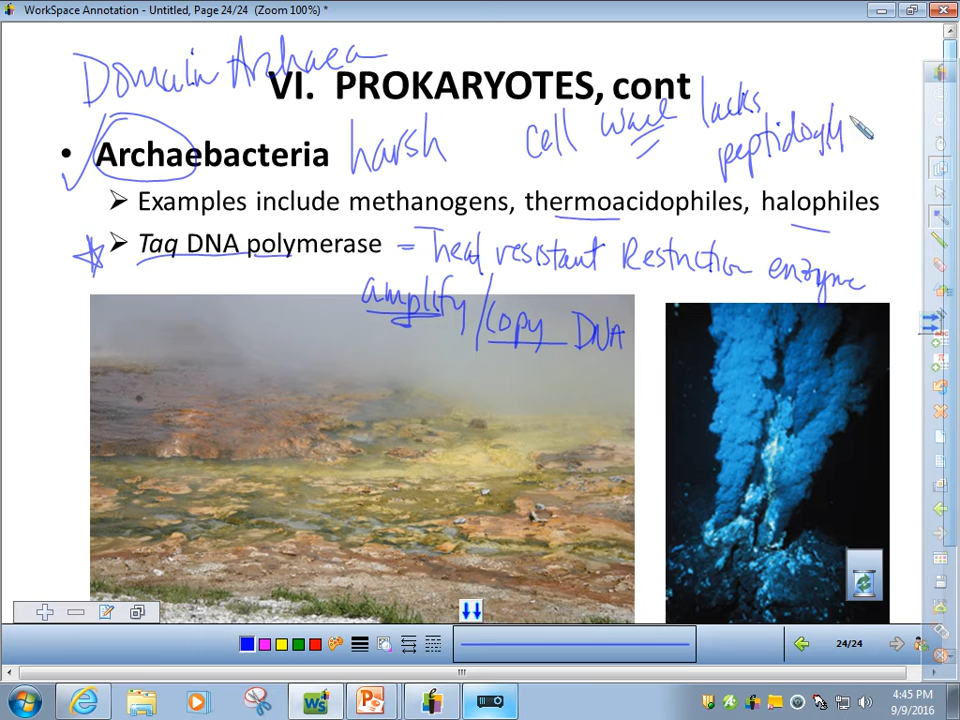 WorkSpace Annotation - Untitled, Page 24/24 (Zoom 100%) *
Domain Archaea
VI. PROKARYOTES, cont
• Archaebacteria harsh cell wall lacks
peptidogly
➢ Examples include methanogens, thermoacidophiles, halophiles
➢ Taq DNA polymerase = heat resistant Restriction enzyme
amplify/copy DNA
24/24
4:45 PM
9/9/2016